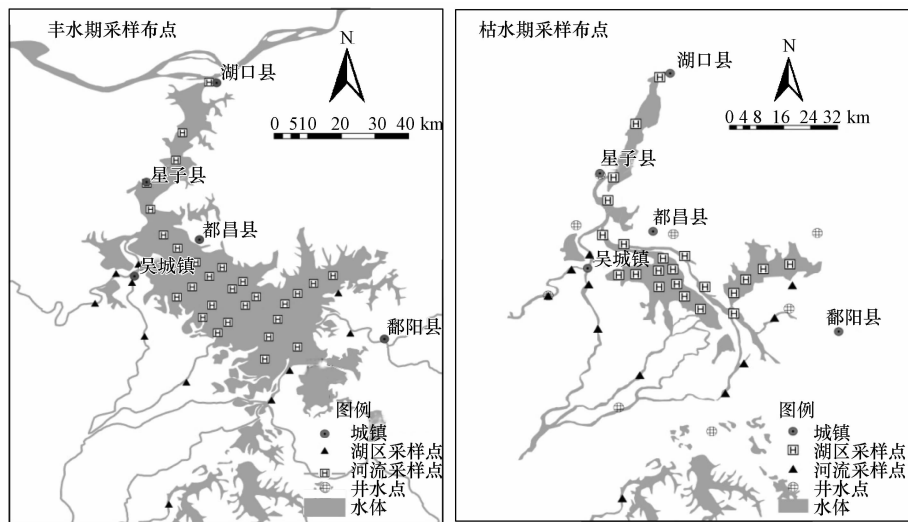 丰水期采样布点
N
湖口县
0 510 20 30 40 km
星子县
都昌县
吴城镇
鄱阳县
图例
城镇
湖区采样点
河流采样点
井水点
水体
枯水期采样布点
N
湖口县
0 4 8 16 24 32 km
星子县
都昌县
吴城镇
鄱阳县
图例
城镇
湖区采样点
河流采样点
井水点
水体